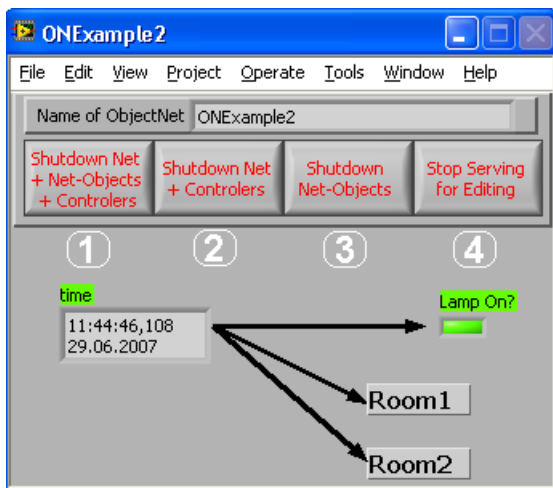 ONExample2
File Edit View Project Operate Tools Window Help
Name of ObjectNet ONExample2
Shutdown Net
+ Net-Objects
+ Controlers
Shutdown Net
+ Controlers
Shutdown
Net-Objects
Stop Serving
for Editing
1 2 3 4
time
11:44:46,108
29.06.2007
Lamp On?
Room1
Room2